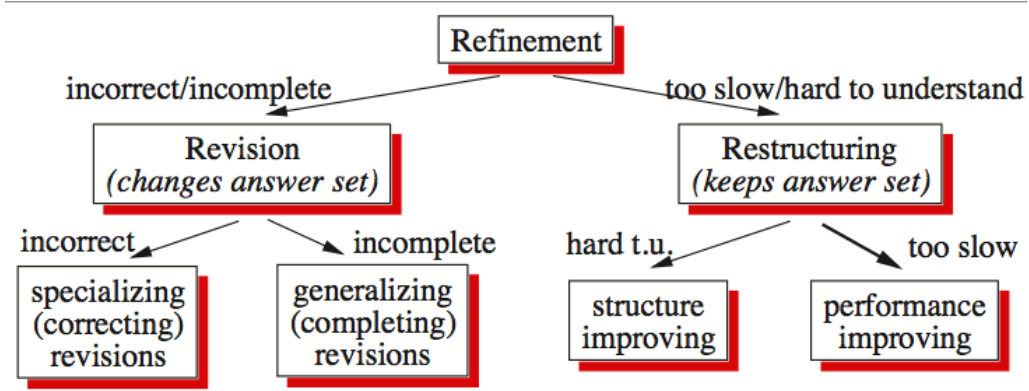 Refinement
incorrect/incomplete
too slow/hard to understand
Revision
(changes answer set)
Restructuring
(keeps answer set)
incorrect
incomplete
hard t.u.
too slow
specializing
(correcting)
revisions
generalizing
(completing)
revisions
structure
improving
performance
improving